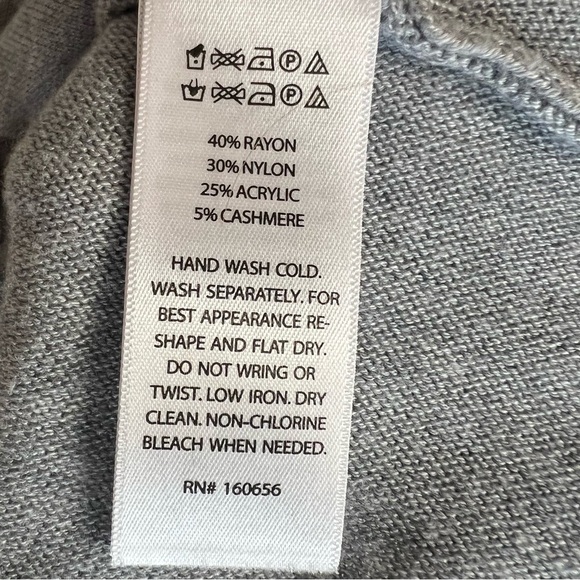 40% RAYON
30% NYLON
25% ACRYLIC
5% CASHMERE
HAND WASH COLD.
WASH SEPARATELY. FOR
BEST APPEARANCE RE-
SHAPE AND FLAT DRY.
DO NOT WRING OR
TWIST. LOW IRON. DRY
CLEAN. NON-CHLORINE
BLEACH WHEN NEEDED.
RN# 160656